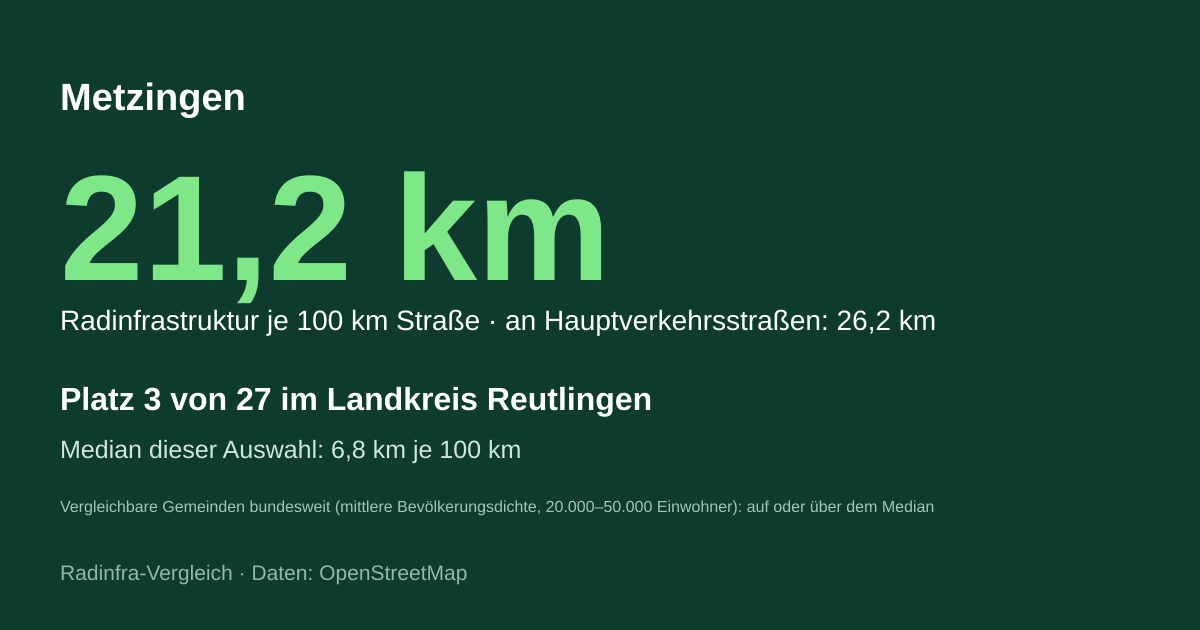 Metzingen
21,2 km
Radinfrastruktur je 100 km Straße · an Hauptverkehrsstraßen: 26,2 km
Platz 3 von 27 im Landkreis Reutlingen
Median dieser Auswahl: 6,8 km je 100 km
Vergleichbare Gemeinden bundesweit (mittlere Bevölkerungsdichte, 20.000–50.000 Einwohner): auf oder über dem Median
Radinfra-Vergleich · Daten: OpenStreetMap